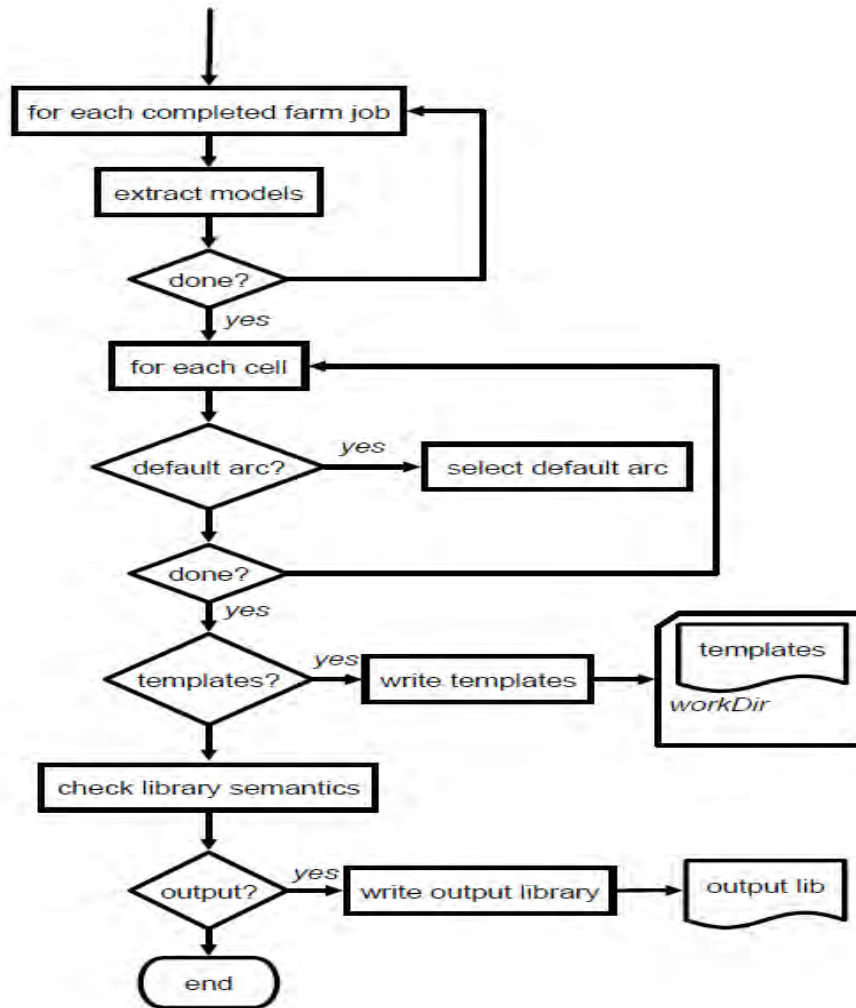 for each completed farm job
extract models
done?
yes
for each cell
default arc?
yes
select default arc
done?
yes
templates?
yes
write templates
templates
workDir
check library semantics
output?
yes
write output library
output lib
end